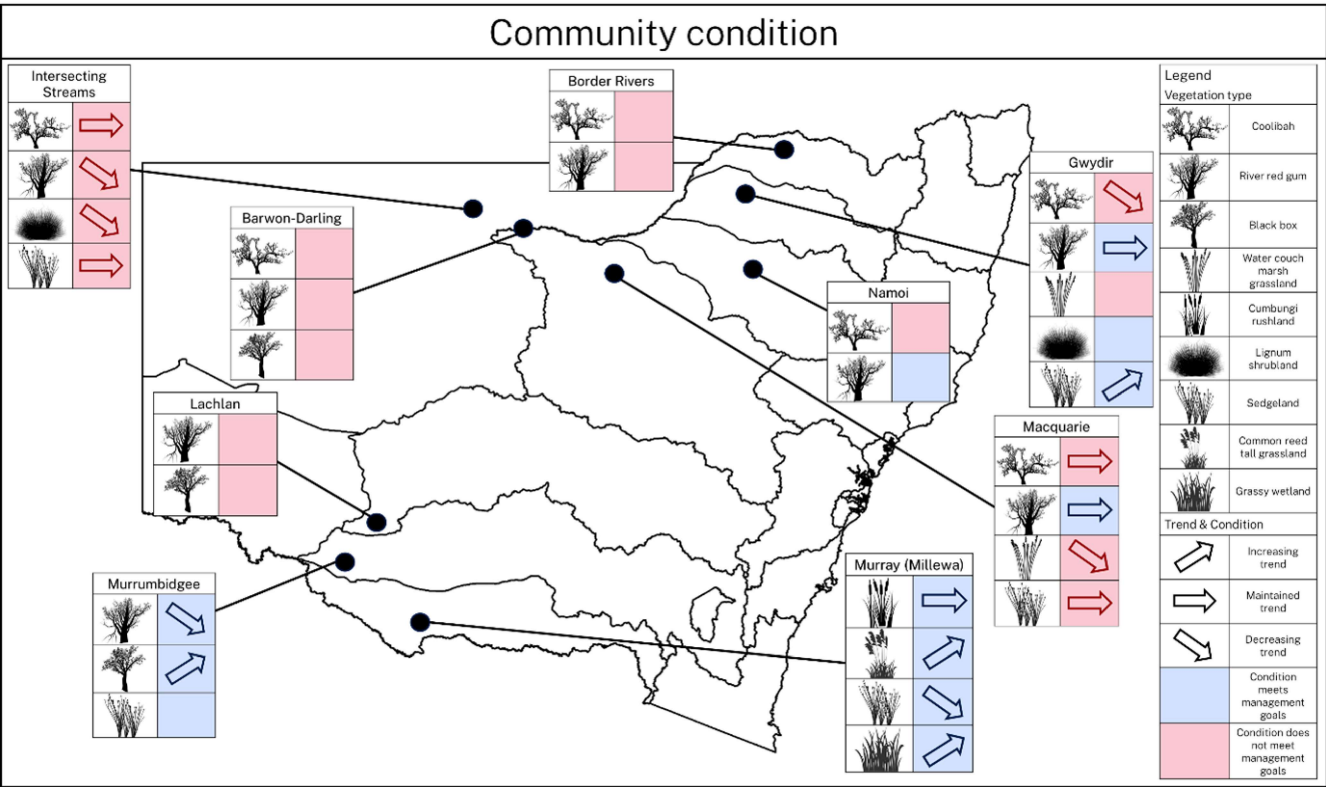 Community condition
Intersecting
Streams
Border Rivers
Barwon-Darling
Gwydir
Namoi
Lachlan
Macquarie
Murrumbidgee
Murray (Millewa)
Legend
Vegetation type
Coolibah
River red gum
Black box
Water couch
marsh
grassland
Cumbungi
rushland
Lignum
shrubland
Sedgeland
Common reed
tall grassland
Grassy wetland
Trend & Condition
Increasing
trend
Maintained
trend
Decreasing
trend
Condition
meets
management
goals
Condition does
not meet
management
goals